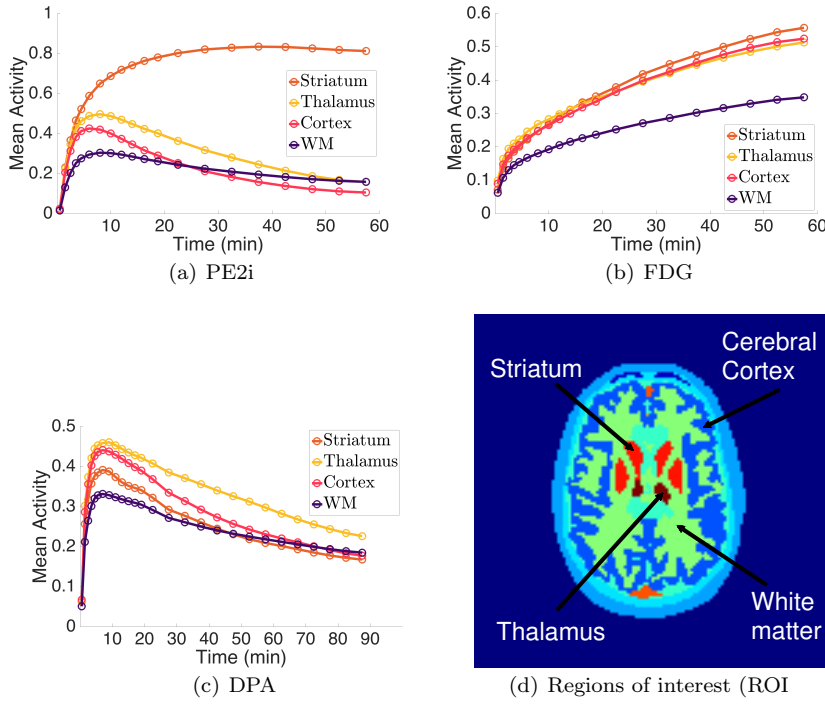 1
0.8
0.6
0.4
0.2
0
Mean Activity
Striatum
Thalamus
Cortex
WM
0 10 20 30 40 50 60
Time (min)
(a) PE2i
0.6
0.5
0.4
0.3
0.2
0.1
0
Mean Activity
Striatum
Thalamus
Cortex
WM
10 20 30 40 50 60
Time (min)
(b) FDG
0.5
0.4
0.3
0.2
0.1
0
Mean Activity
Striatum
Thalamus
Cortex
WM
10 20 30 40 50 60 70 80 90
Time (min)
(c) DPA
Striatum
Cerebral
Cortex
Thalamus
White
matter
(d) Regions of interest (ROI